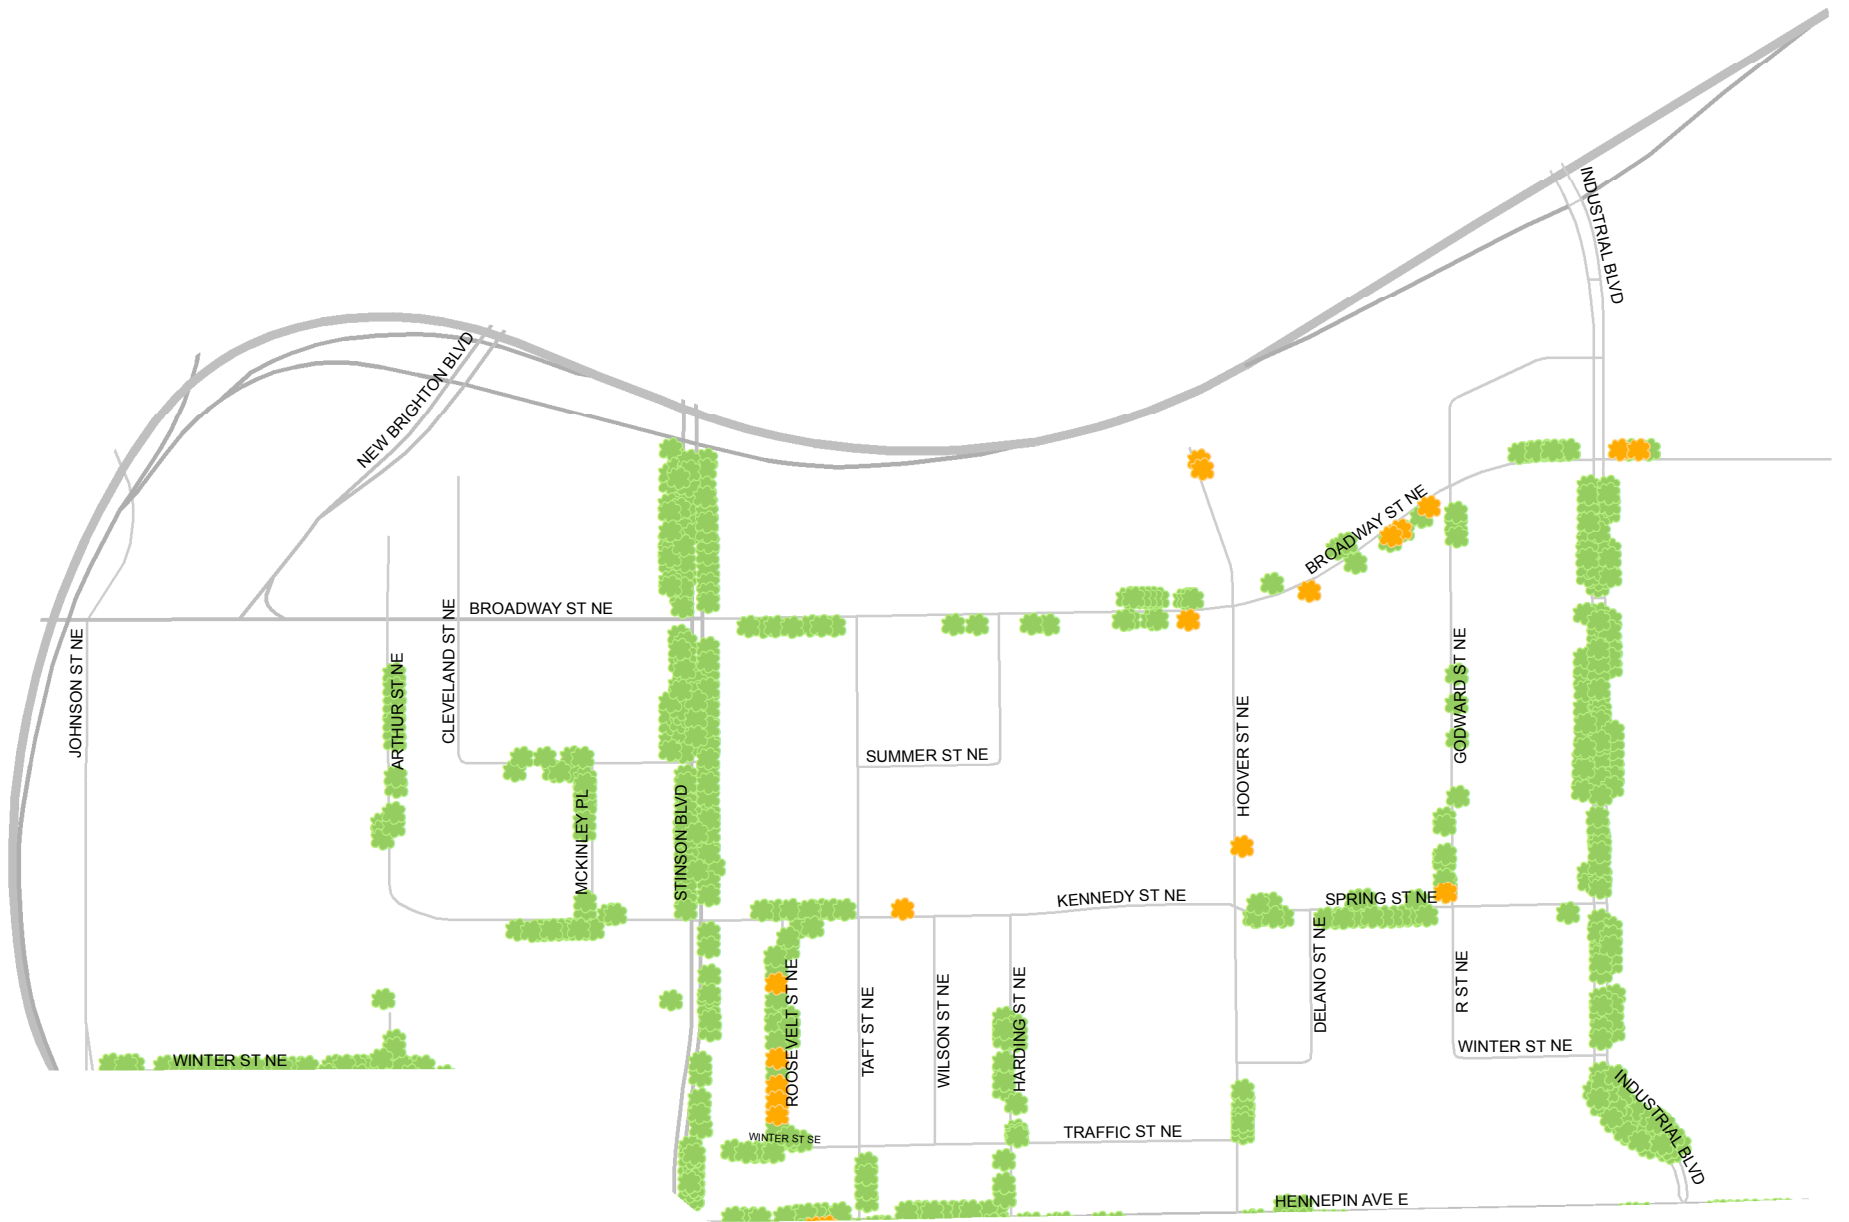 INDUSTRIAL BLVD
NEW BRIGHTON BLVD
BROADWAY ST NE
BROADWAY ST NE
JOHNSON ST NE
ARTHUR ST NE
CLEVELAND ST NE
SUMMER ST NE
HOOVER ST NE
GODWARD ST NE
MCKINLEY PL
STINSON BLVD
KENNEDY ST NE
SPRING ST NE
DELANO ST NE
R ST NE
ROOSEVELT ST NE
TAFT ST NE
WILSON ST NE
HARDING ST NE
WINTER ST NE
WINTER ST NE
WINTER ST SE
TRAFFIC ST NE
INDUSTRIAL BLVD
HENNEPIN AVE E